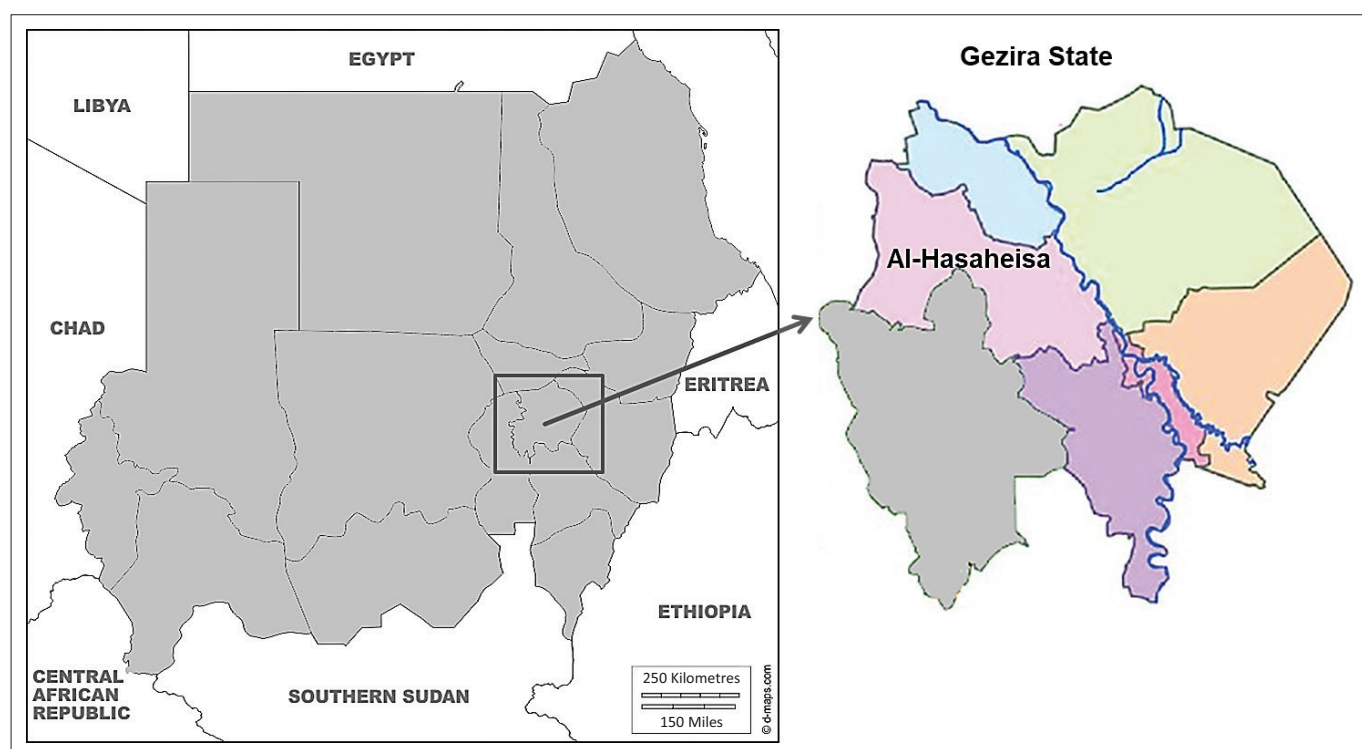 EGYPT
LIBYA
CHAD
ERITREA
ETHIOPIA
CENTRAL
AFRICAN
REPUBLIC
SOUTHERN SUDAN
250 Kilometres
150 Miles
© d-maps.com
Gezira State
Al-Hasaheisa